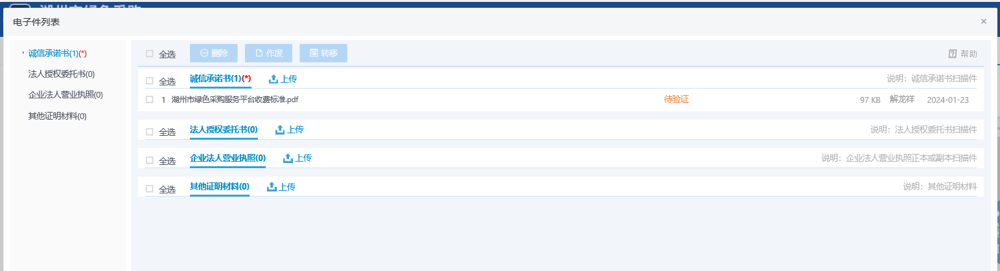 电子件列表 ×
诚信承诺书(1)(*)
法人授权委托书(0)
企业法人营业执照(0)
其他证明材料(0)
全选 删除 作废 转移 帮助
全选 诚信承诺书(1)(*) 上传 说明：诚信承诺书扫描件
1 湖州市绿色采购服务平台收费标准.pdf 待验证 97 KB 解龙祥 2024-01-23
全选 法人授权委托书(0) 上传 说明：法人授权委托书扫描件
全选 企业法人营业执照(0) 上传 说明：企业法人营业执照正本或副本扫描件
全选 其他证明材料(0) 上传 说明：其他证明材料